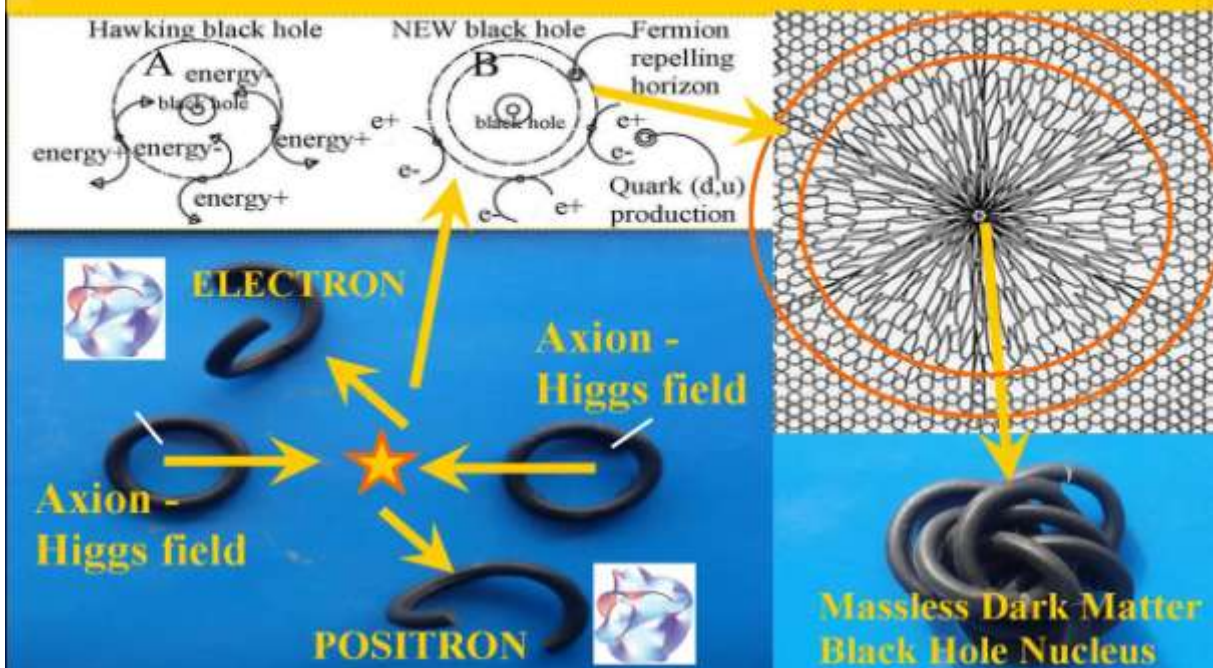 Hawking black hole
A
energy-
black hole
energy+
energy-
energy+
energy+
NEW black hole
B
Fermion
repelling
horizon
black hole
e+
e-
e+
e-
e-
e+
Quark (d,u)
production
ELECTRON
Axion -
Higgs field
Axion -
Higgs field
POSITRON
Massless Dark Matter
Black Hole Nucleus